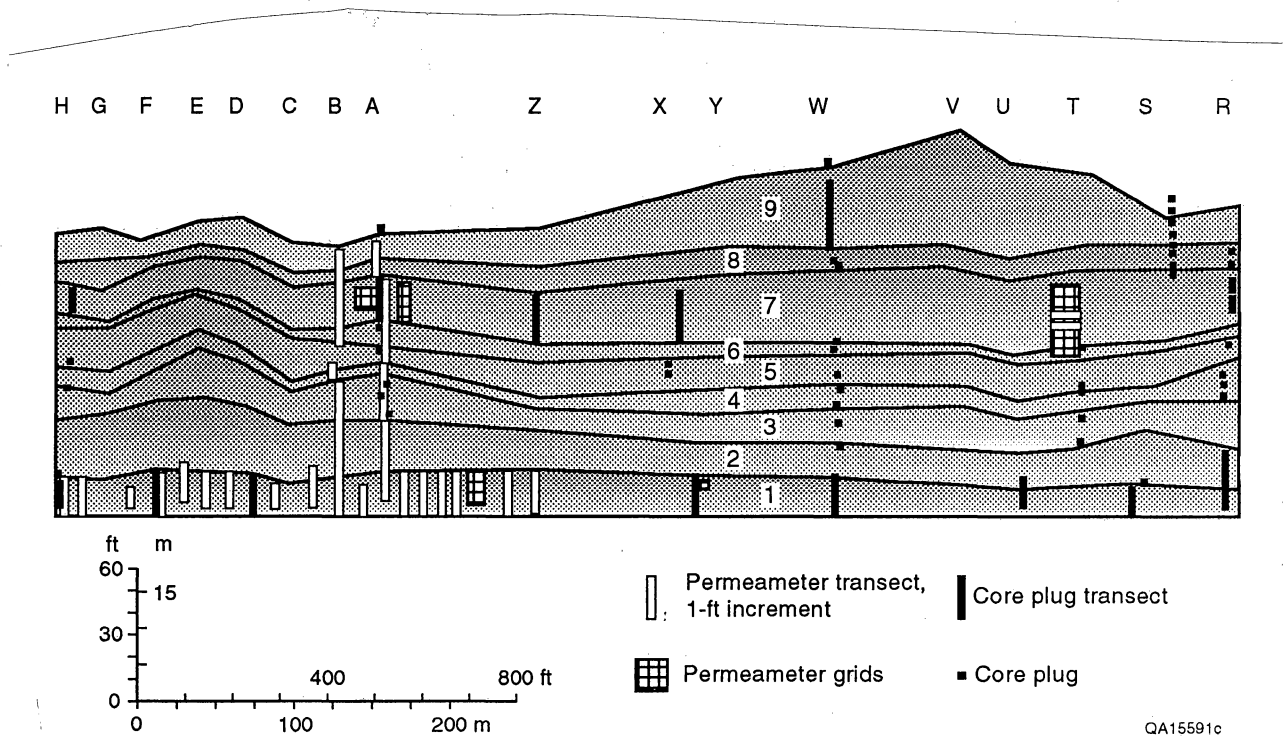 H G F E D C B A Z X Y W V U T S R
9
8
7
6
5
4
3
2
1
ft m
60
15
30
0
400 800 ft
0 100 200 m
Permeameter transect,
1-ft increment
Core plug transect
Permeameter grids
Core plug
QA15591c